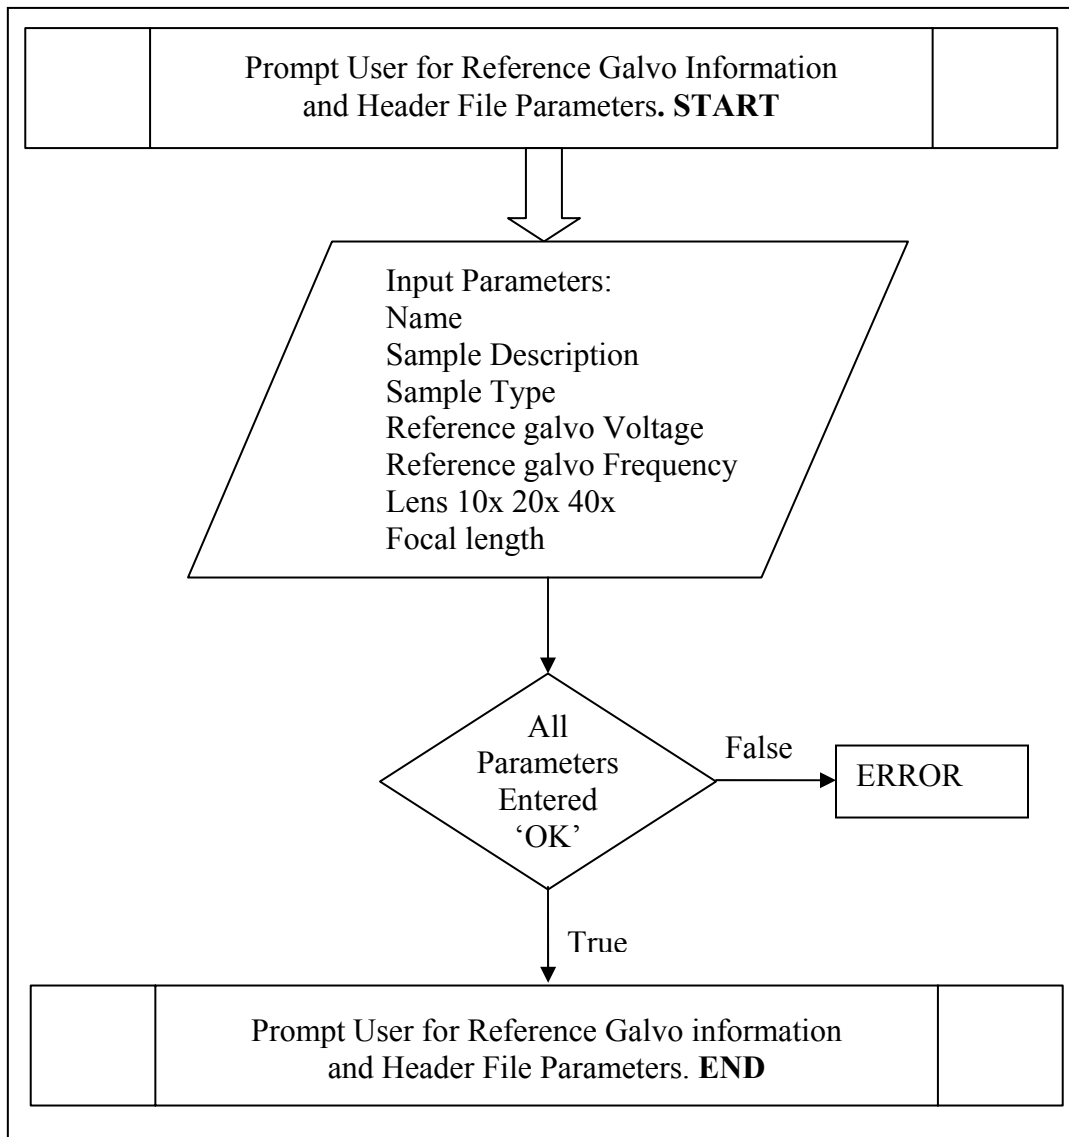 Prompt User for Reference Galvo Information
and Header File Parameters. START
Input Parameters:
Name
Sample Description
Sample Type
Reference galvo Voltage
Reference galvo Frequency
Lens 10x 20x 40x
Focal length
All
Parameters
Entered
‘OK’
False
ERROR
True
Prompt User for Reference Galvo information
and Header File Parameters. END